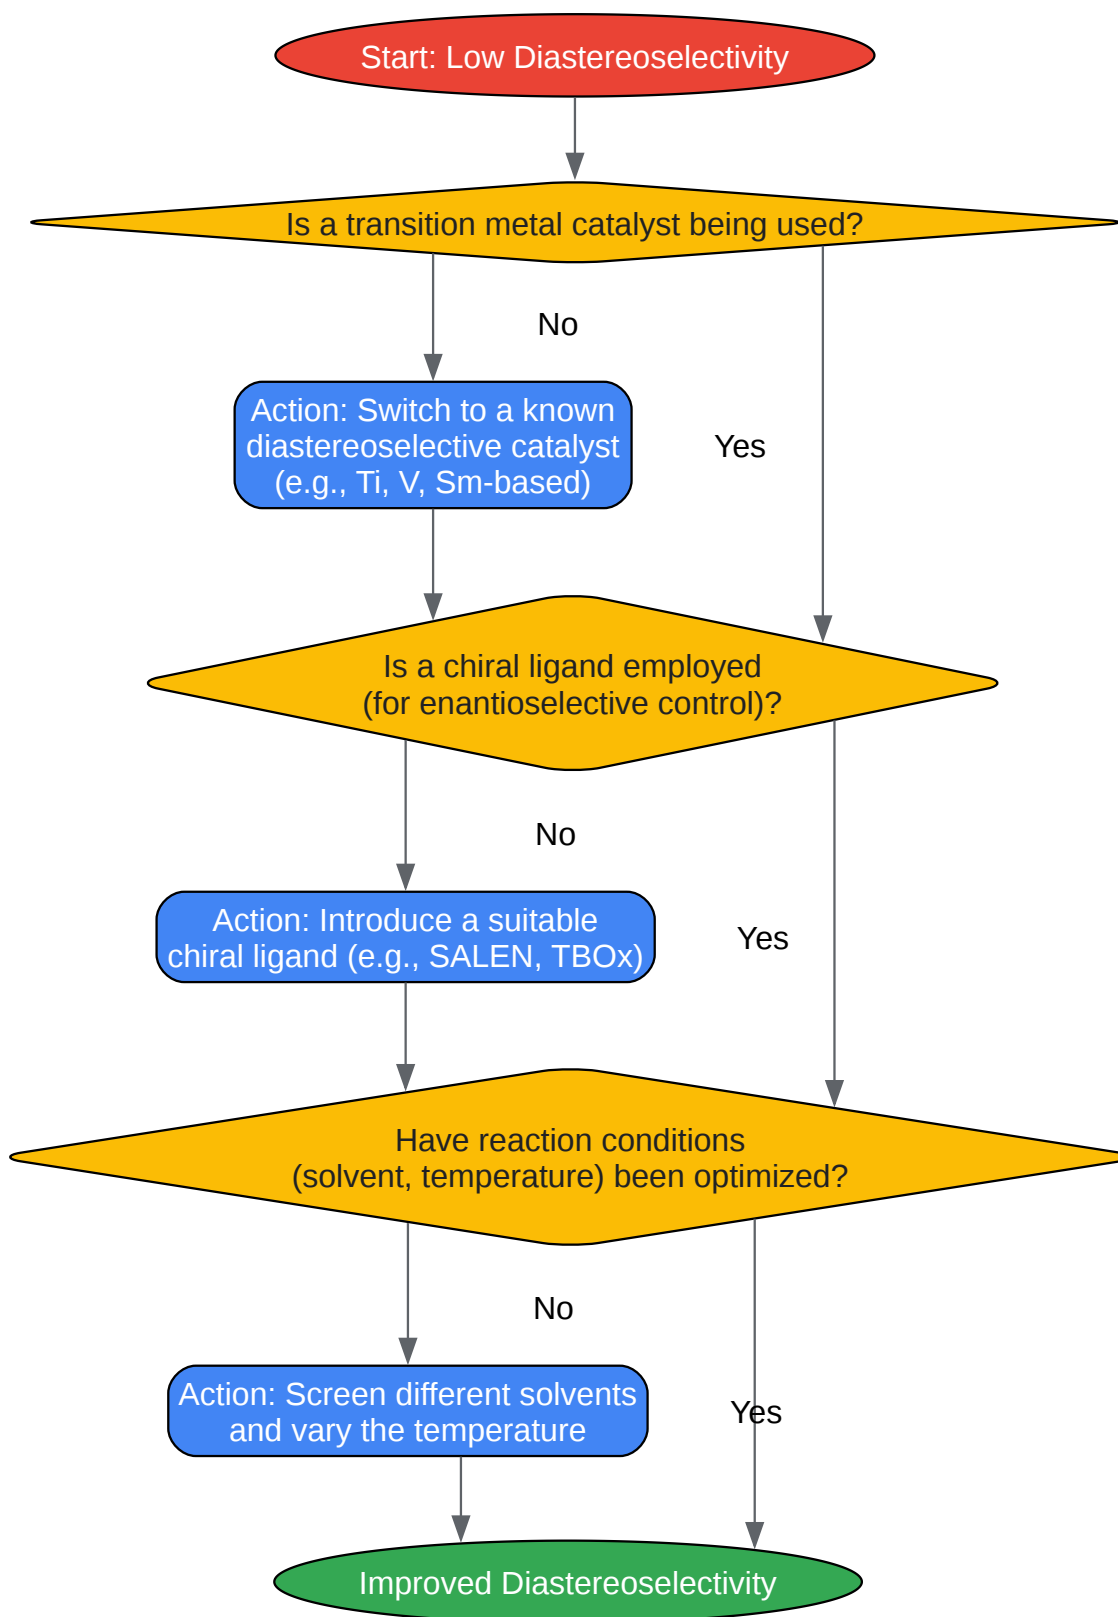 Start: Low Diastereoselectivity
Is a transition metal catalyst being used?
No
Action: Switch to a known
diastereoselective catalyst
(e.g., Ti, V, Sm-based)
Yes
Is a chiral ligand employed
(for enantioselective control)?
No
Action: Introduce a suitable
chiral ligand (e.g., SALEN, TBOx)
Yes
Have reaction conditions
(solvent, temperature) been optimized?
No
Action: Screen different solvents
and vary the temperature
Yes
Improved Diastereoselectivity